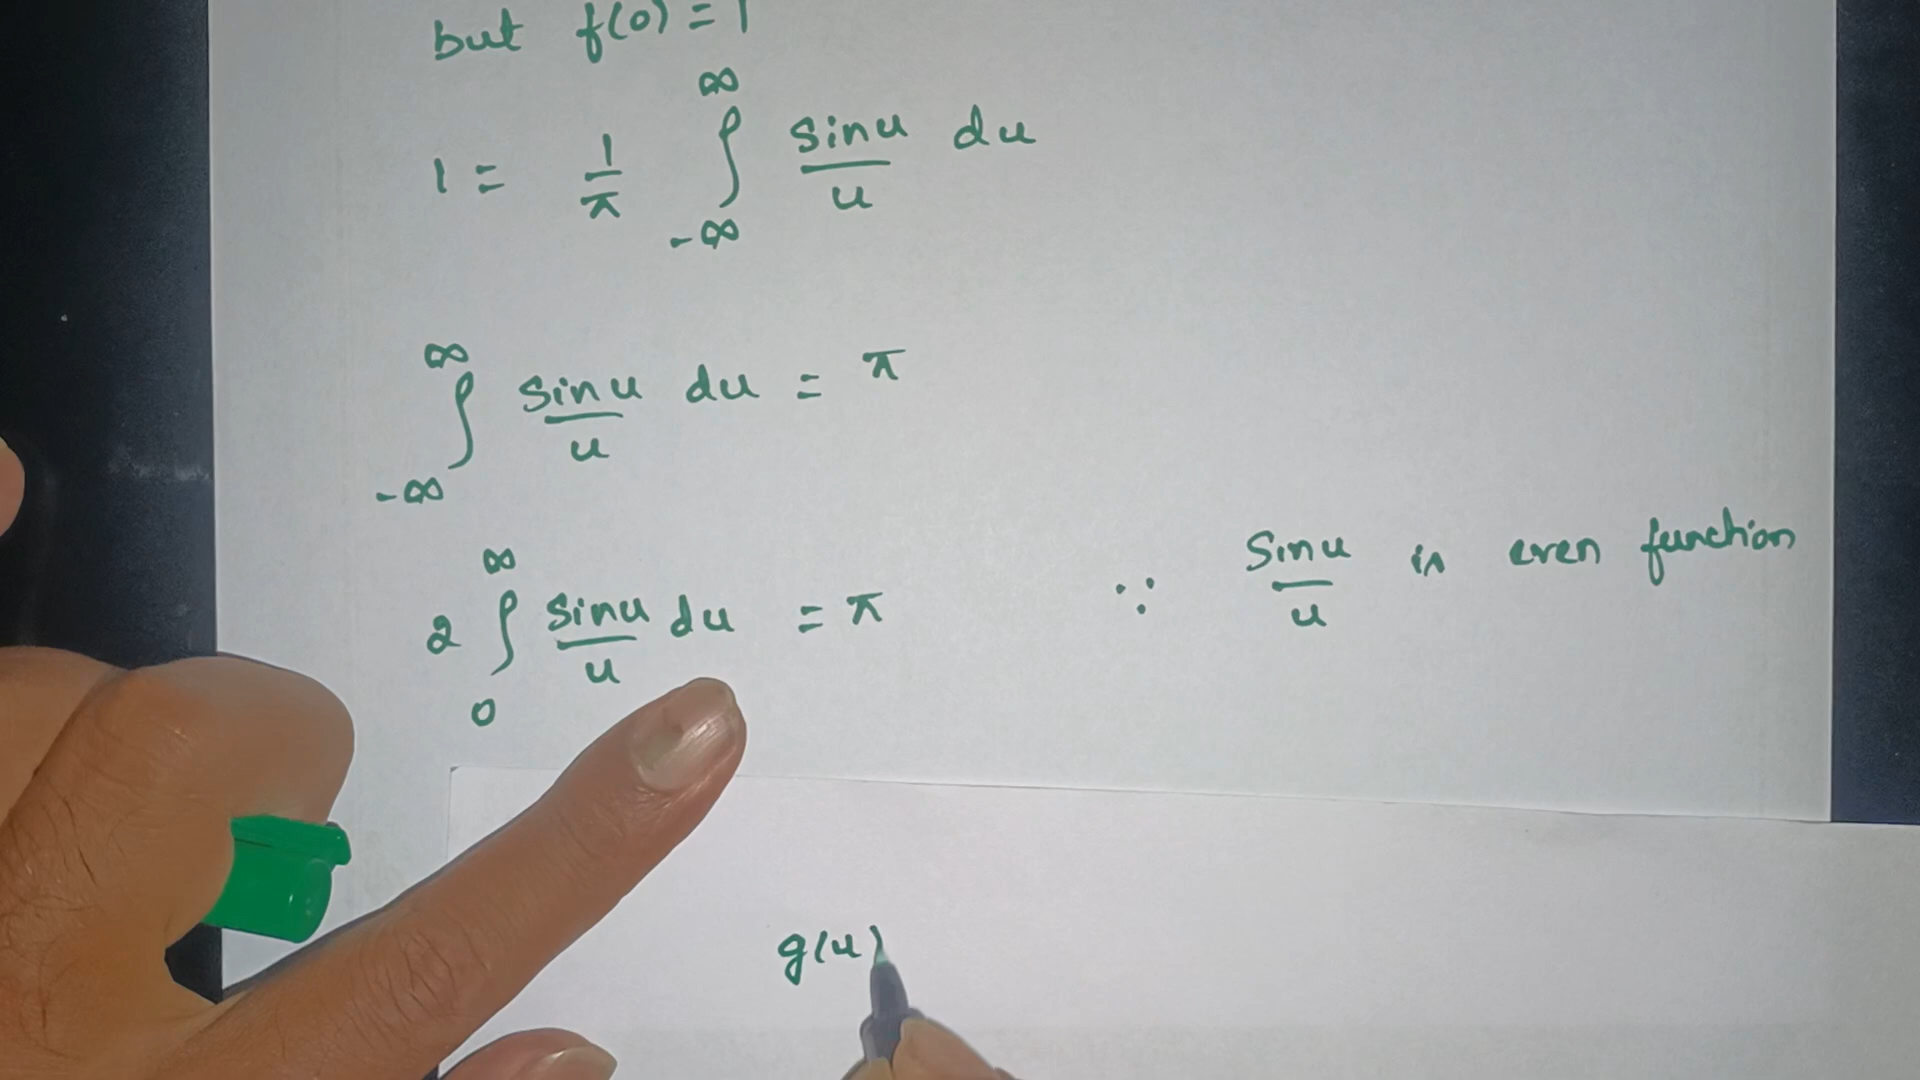 but f(0) = 1
1 = 1/π ∫_{-∞}^{∞} sinu/u du
∫_{-∞}^{∞} sinu/u du = π
2 ∫_{0}^{∞} sinu/u du = π ∵ Sinu/u is even function
g(u)